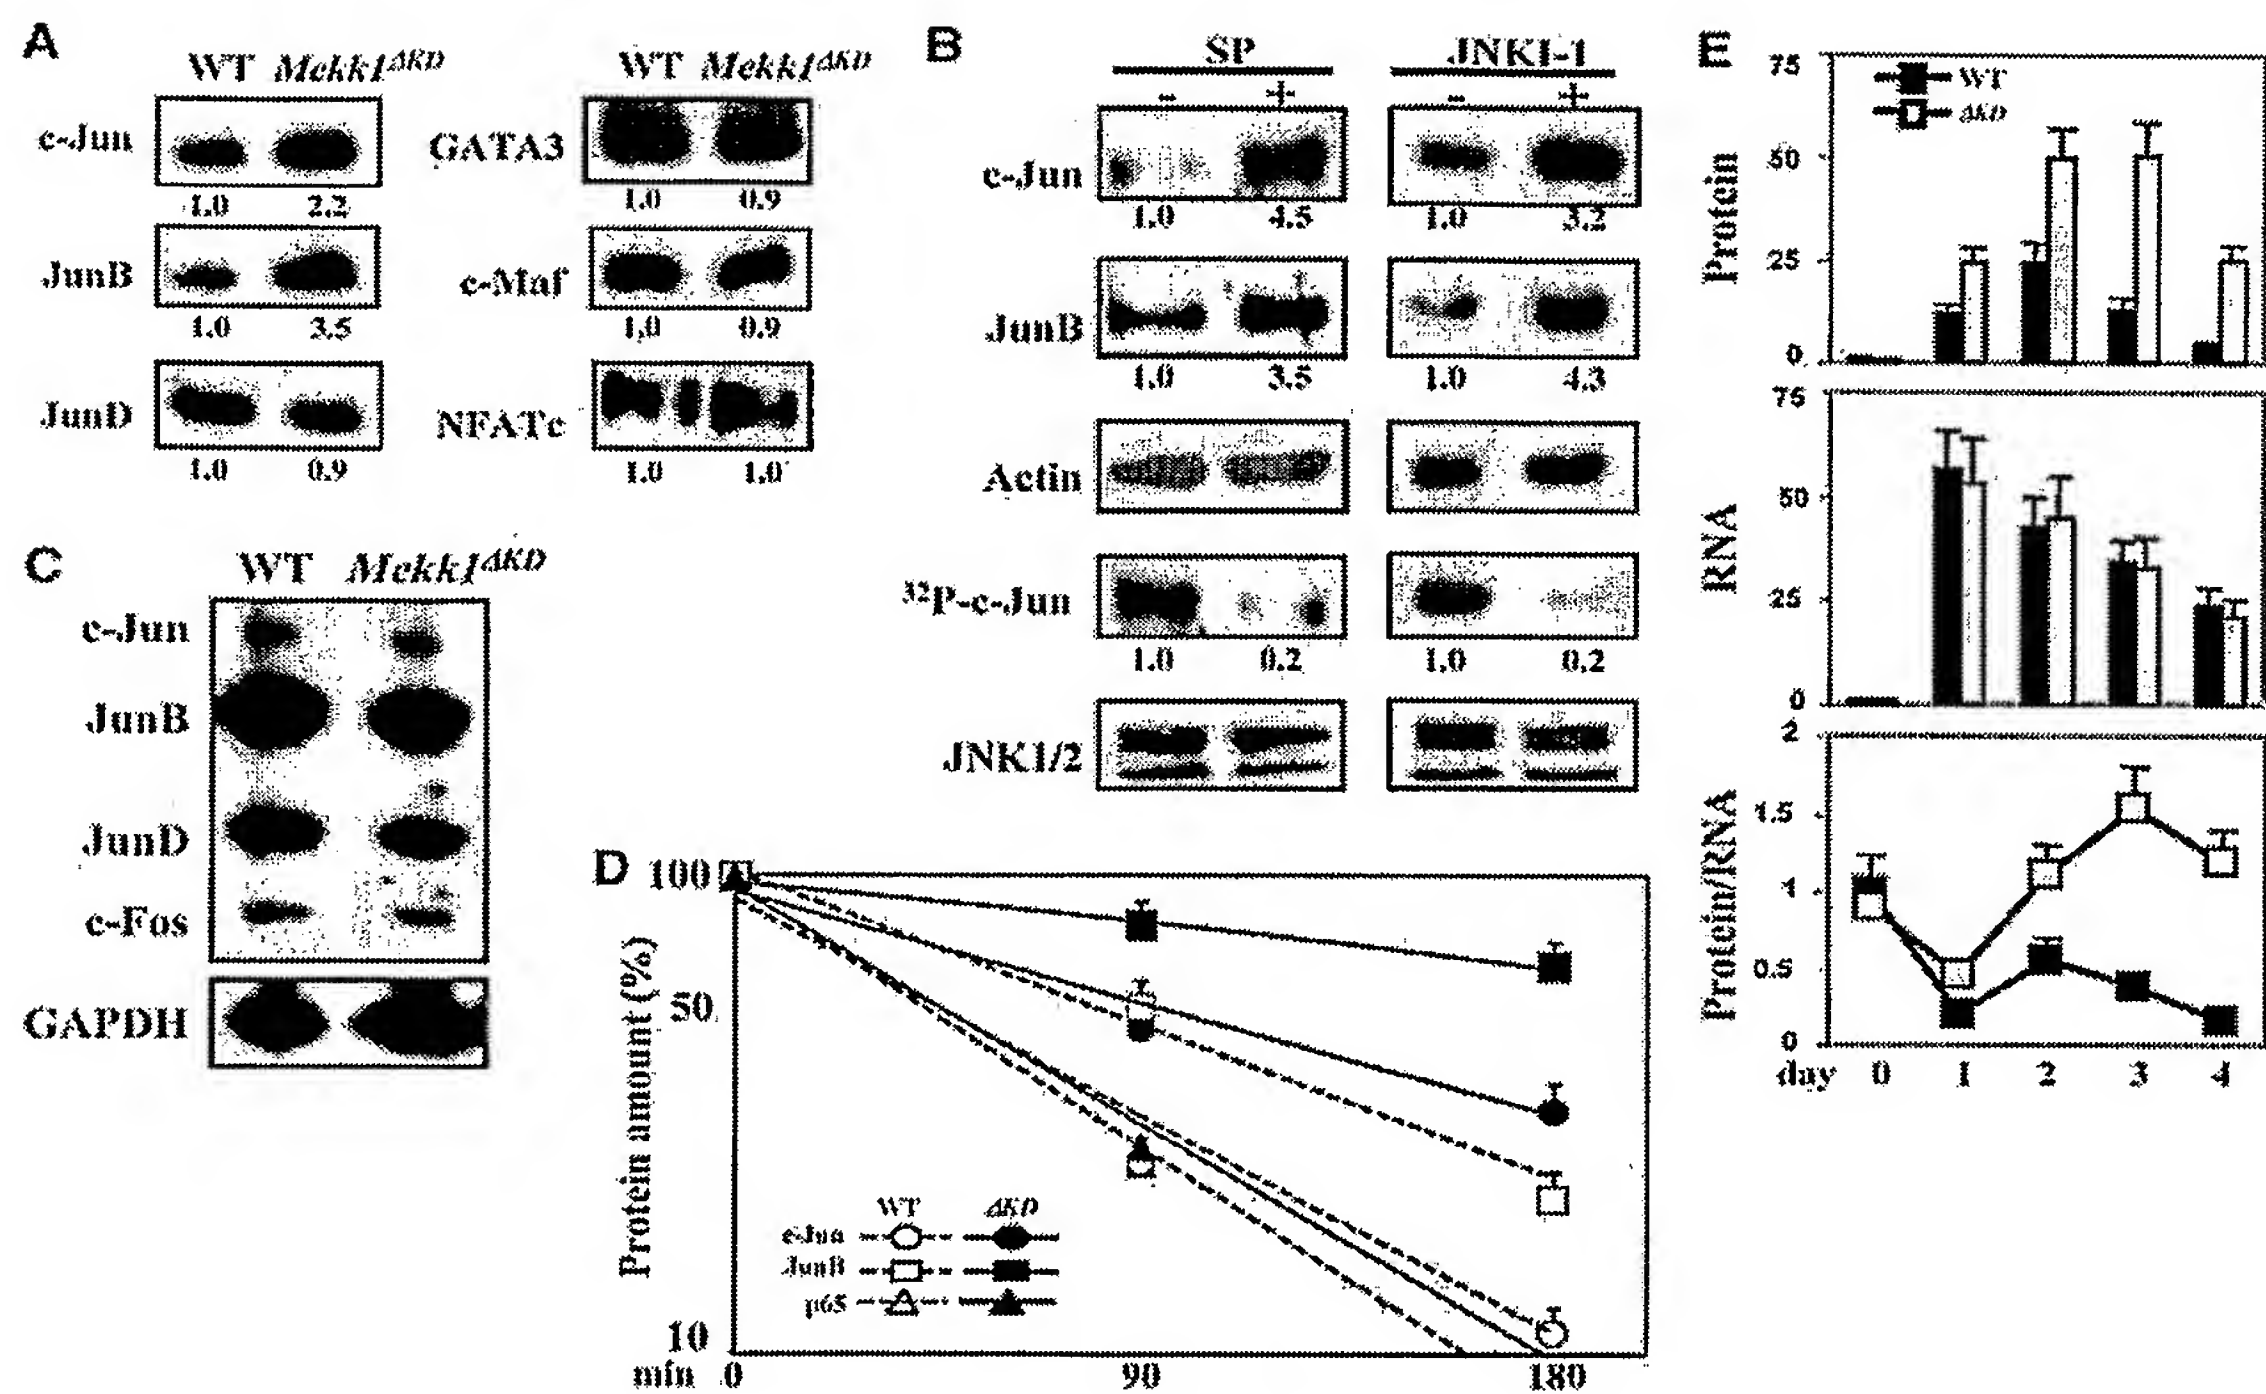 A
WT Mekk1ΔKD
WT Mekk1ΔKD
c-Jun
1.0 2.2
GATA3
1.0 0.9
JunB
1.0 3.5
c-Maf
1.0 0.9
JunD
1.0 0.9
NFATc
1.0 1.0
B
SP JNKI-1
- + - +
c-Jun
1.0 4.5 1.0 3.2
JunB
1.0 3.5 1.0 4.3
Actin
32P-c-Jun
1.0 0.2 1.0 0.2
JNK1/2
C
WT Mekk1ΔKD
c-Jun
JunB
JunD
c-Fos
GAPDH
D
Protein amount (%)
100
50
10
min 0 90 180
WT ΔKD
c-Jun
JunB
p65
E
WT
ΔKD
Protein
75
50
25
0
RNA
75
50
25
0
Protein/RNA
2
1.5
1
0.5
0
day 0 1 2 3 4